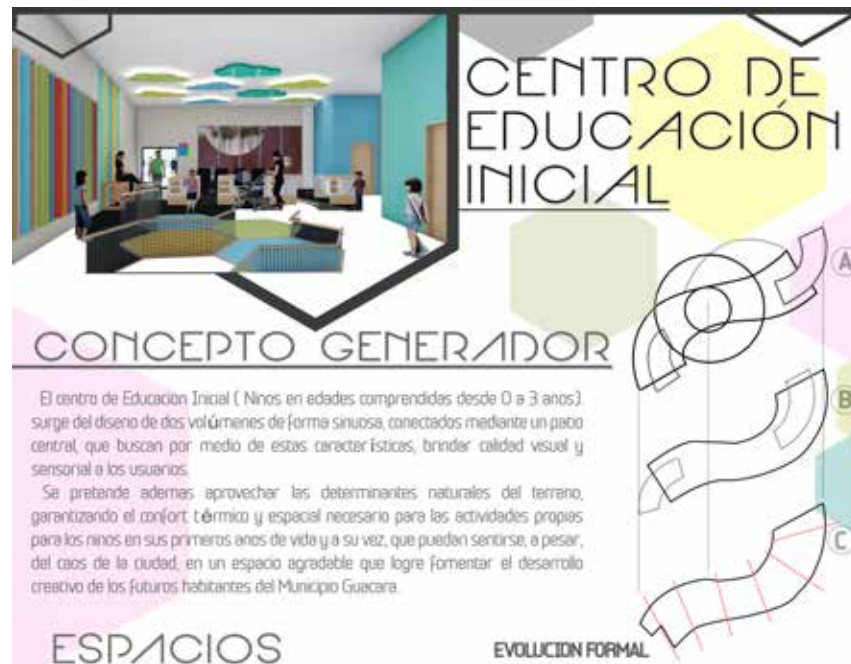 CENTRO DE
EDUCACIÓN
INICIAL
CONCEPTO GENERADOR
El centro de Educacion Inicial ( Ninos en edades comprendidas desde 0 a 3 anos).
surge del diseno de dos volúmenes de forma sinuosa, conectados mediante un patio
central, que buscan por medio de estas características, brindar calidad visual y
sensorial a los usuarios.
Se pretende ademas aprovechar las determinantes naturales del terreno,
garantizando el confort térmico y espacial necesario para las actividades propias
para los ninos en sus primeros anos de vida y a su vez, que puedan sentirse, a pesar,
del caos de la ciudad, en un espacio agradable que logre fomentar el desarrollo
creativo de los futuros habitantes del Municipio Guacara.
A
B
C
ESPACIOS
EVOLUCION FORMAL